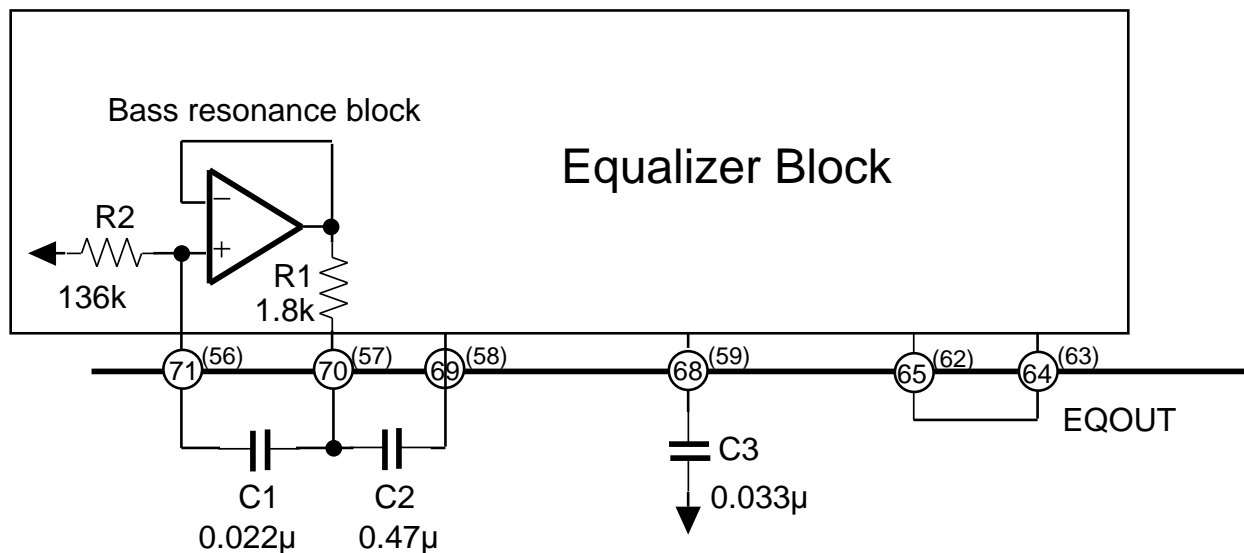 Bass resonance block
Equalizer Block
R2
136k
−
+
R1
1.8k
71 (56) 70 (57) 69 (58) 68 (59) 65 (62) 64 (63)
EQOUT
C1
0.022µ
C2
0.47µ
C3
0.033µ